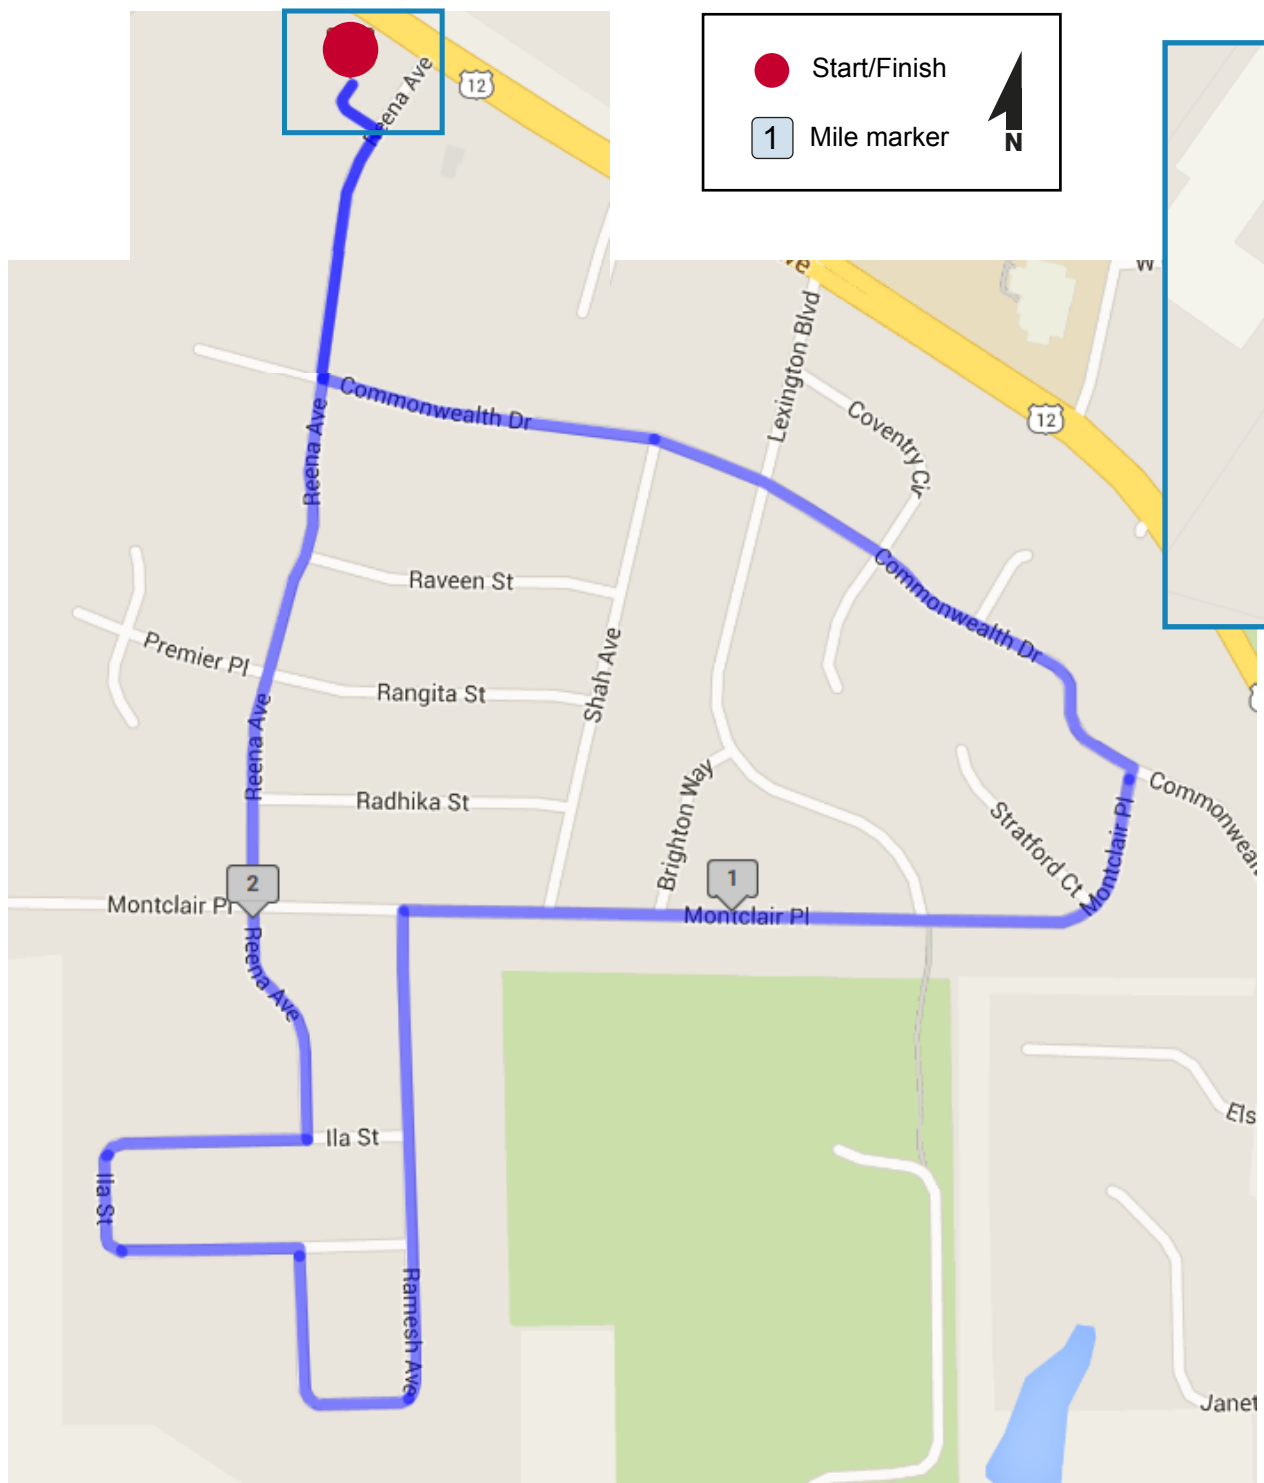 Start/Finish
1 Mile marker
N
12
Reena Ave
W
Lexington Blvd
12
Commonwealth Dr
Coventry Cir
Reena Ave
Raveen St
Commonwealth Dr
Premier Pl
Shah Ave
Rangita St
Reena Ave
Brighton Way
Radhika St
Stratford Ct
Montclair Pl
Commonwealth
2
1
Montclair Pl
Montclair Pl
Reena Ave
Els
Ila St
Ila St
Ramesh Ave
Janet